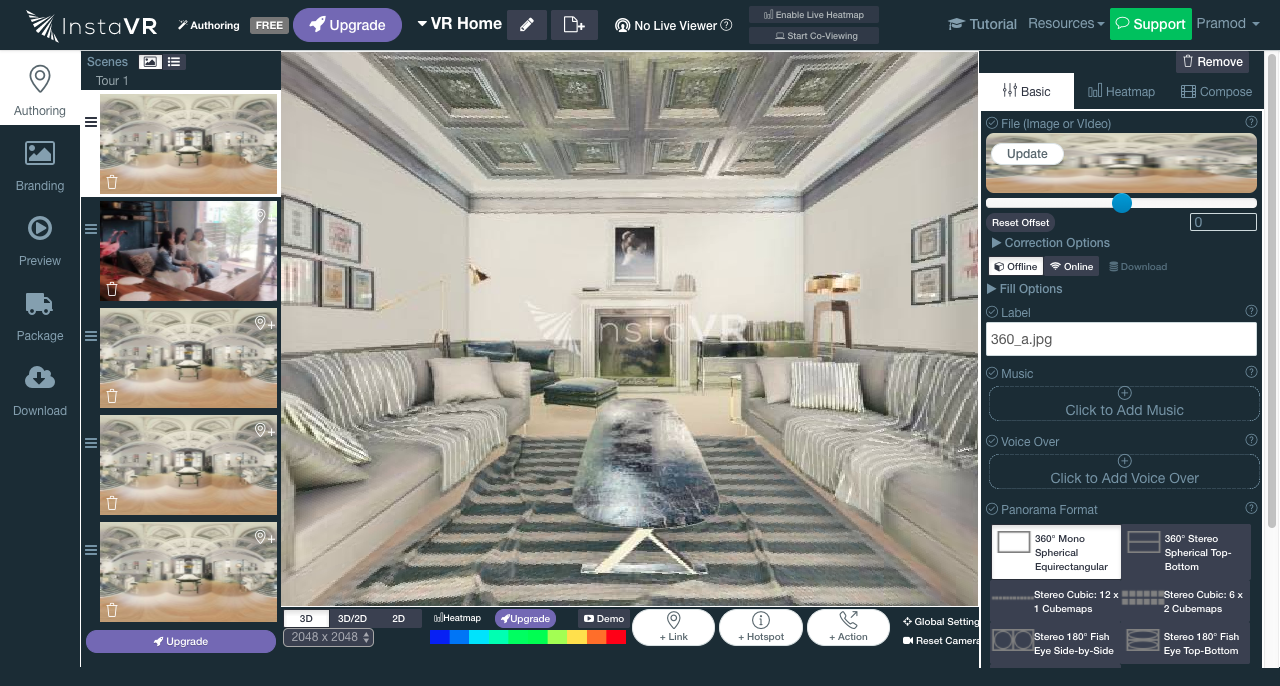 InstaVR
Authoring
FREE
Upgrade
VR Home
No Live Viewer
Enable Live Heatmap
Start Co-Viewing
Tutorial
Resources
Support
Pramod
Authoring
Branding
Preview
Package
Download
Scenes
Tour 1
Upgrade
InstaVR
3D
3D/2D
2D
2048 x 2048
Heatmap
Upgrade
Demo
+ Link
+ Hotspot
+ Action
Global Setting
Reset Camera
Remove
Basic
Heatmap
Compose
File (Image or VIdeo)
Update
Reset Offset
0
Correction Options
Offline
Online
Download
Fill Options
Label
360_a.jpg
Music
Click to Add Music
Voice Over
Click to Add Voice Over
Panorama Format
360° Mono
Spherical
Equirectangular
360° Stereo
Spherical Top-
Bottom
Stereo Cubic: 12 x
1 Cubemaps
Stereo Cubic: 6 x
2 Cubemaps
Stereo 180° Fish
Eye Side-by-Side
Stereo 180° Fish
Eye Top-Bottom